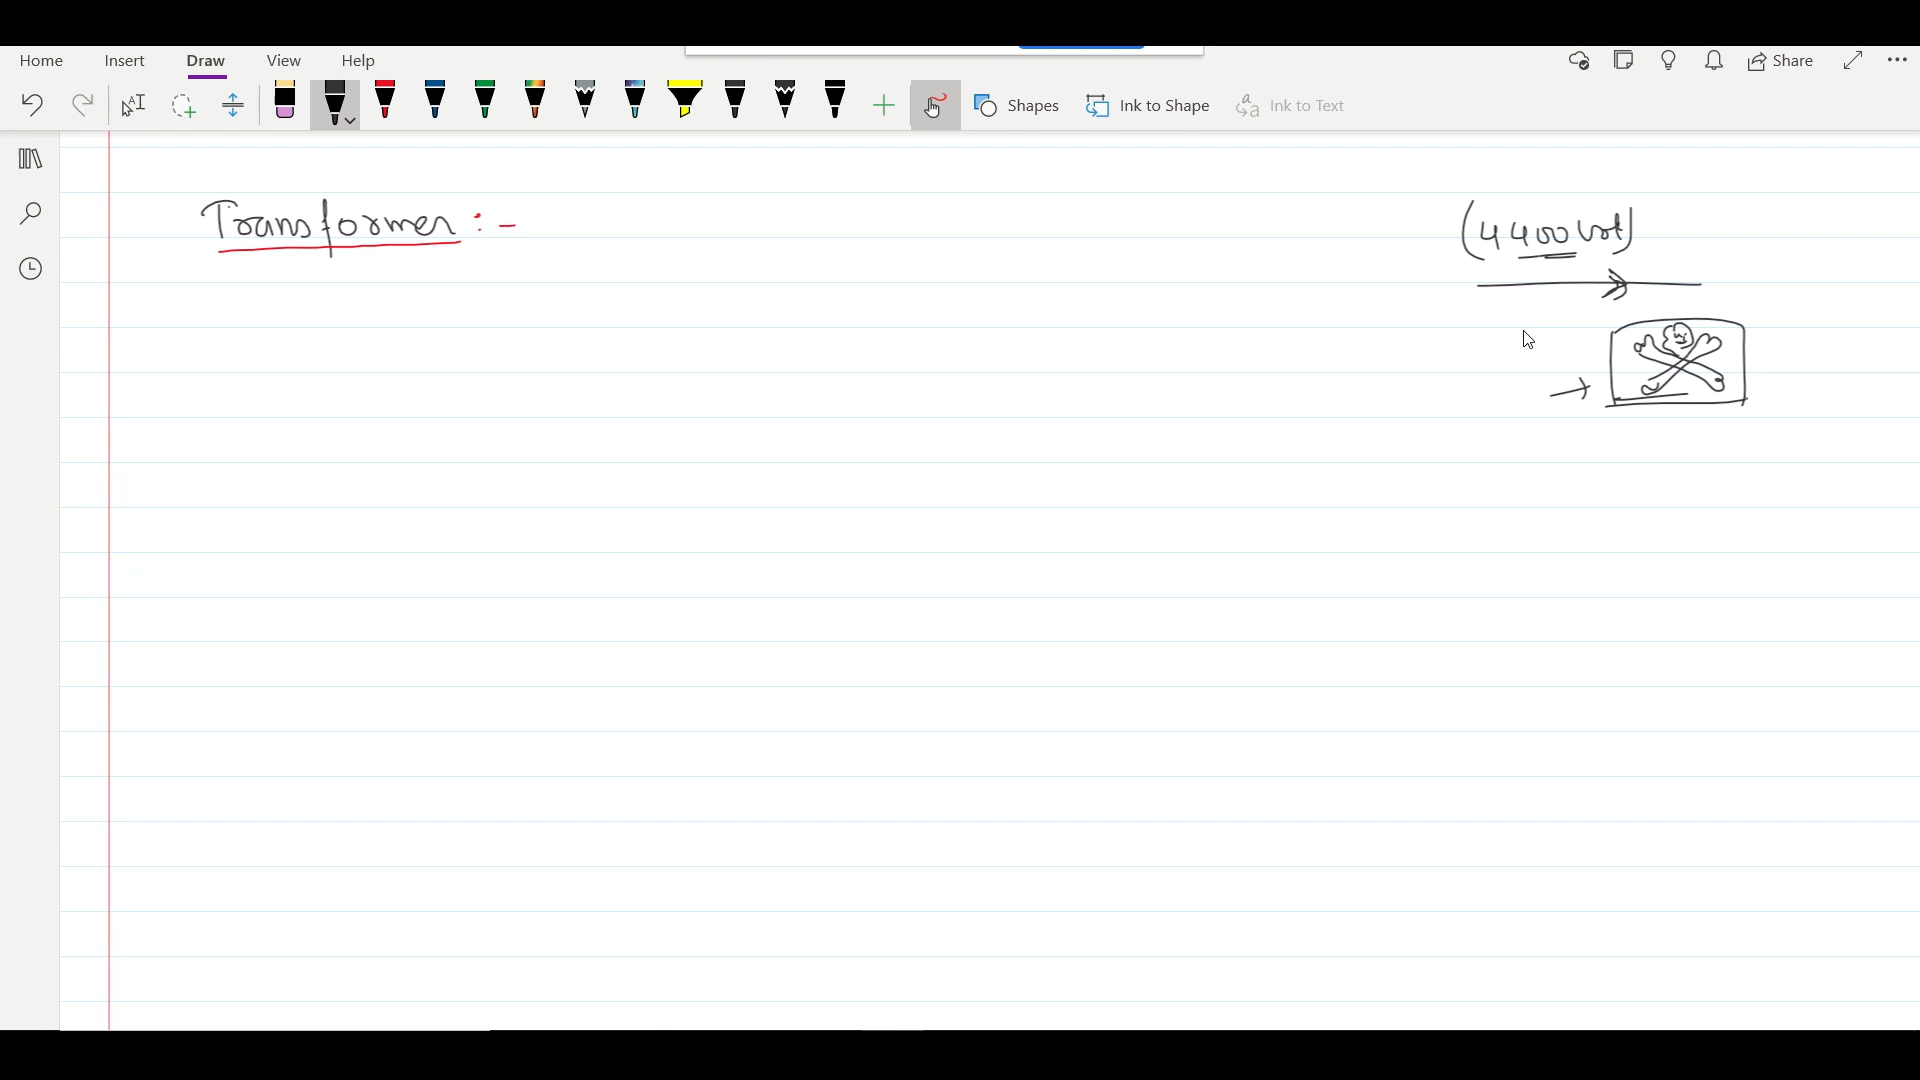 Home Insert Draw View Help Share
Shapes Ink to Shape Ink to Text
Transformer :-
(4400 Volt)